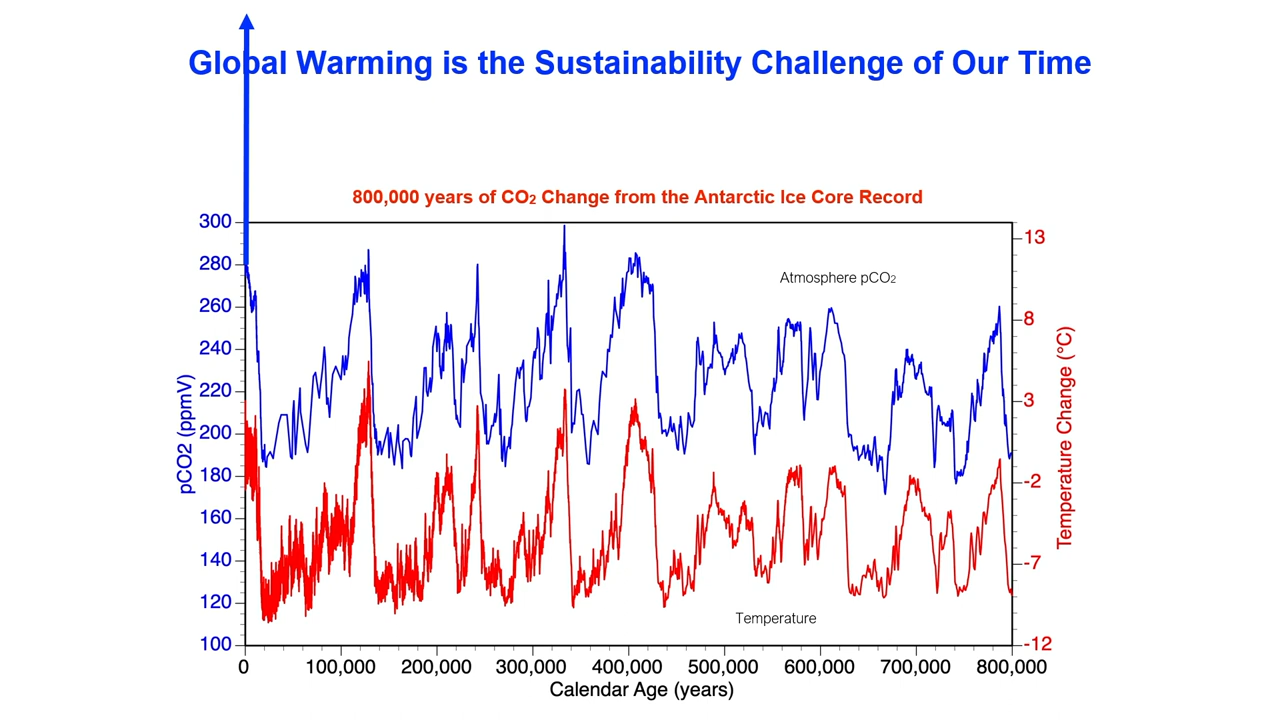 Global Warming is the Sustainability Challenge of Our Time
800,000 years of CO₂ Change from the Antarctic Ice Core Record
300
280
260
240
220
200
180
160
140
120
100
pCO2 (ppmV)
13
8
3
-2
-7
-12
Temperature Change (°C)
Atmosphere pCO₂
Temperature
0 100,000 200,000 300,000 400,000 500,000 600,000 700,000 800,000
Calendar Age (years)